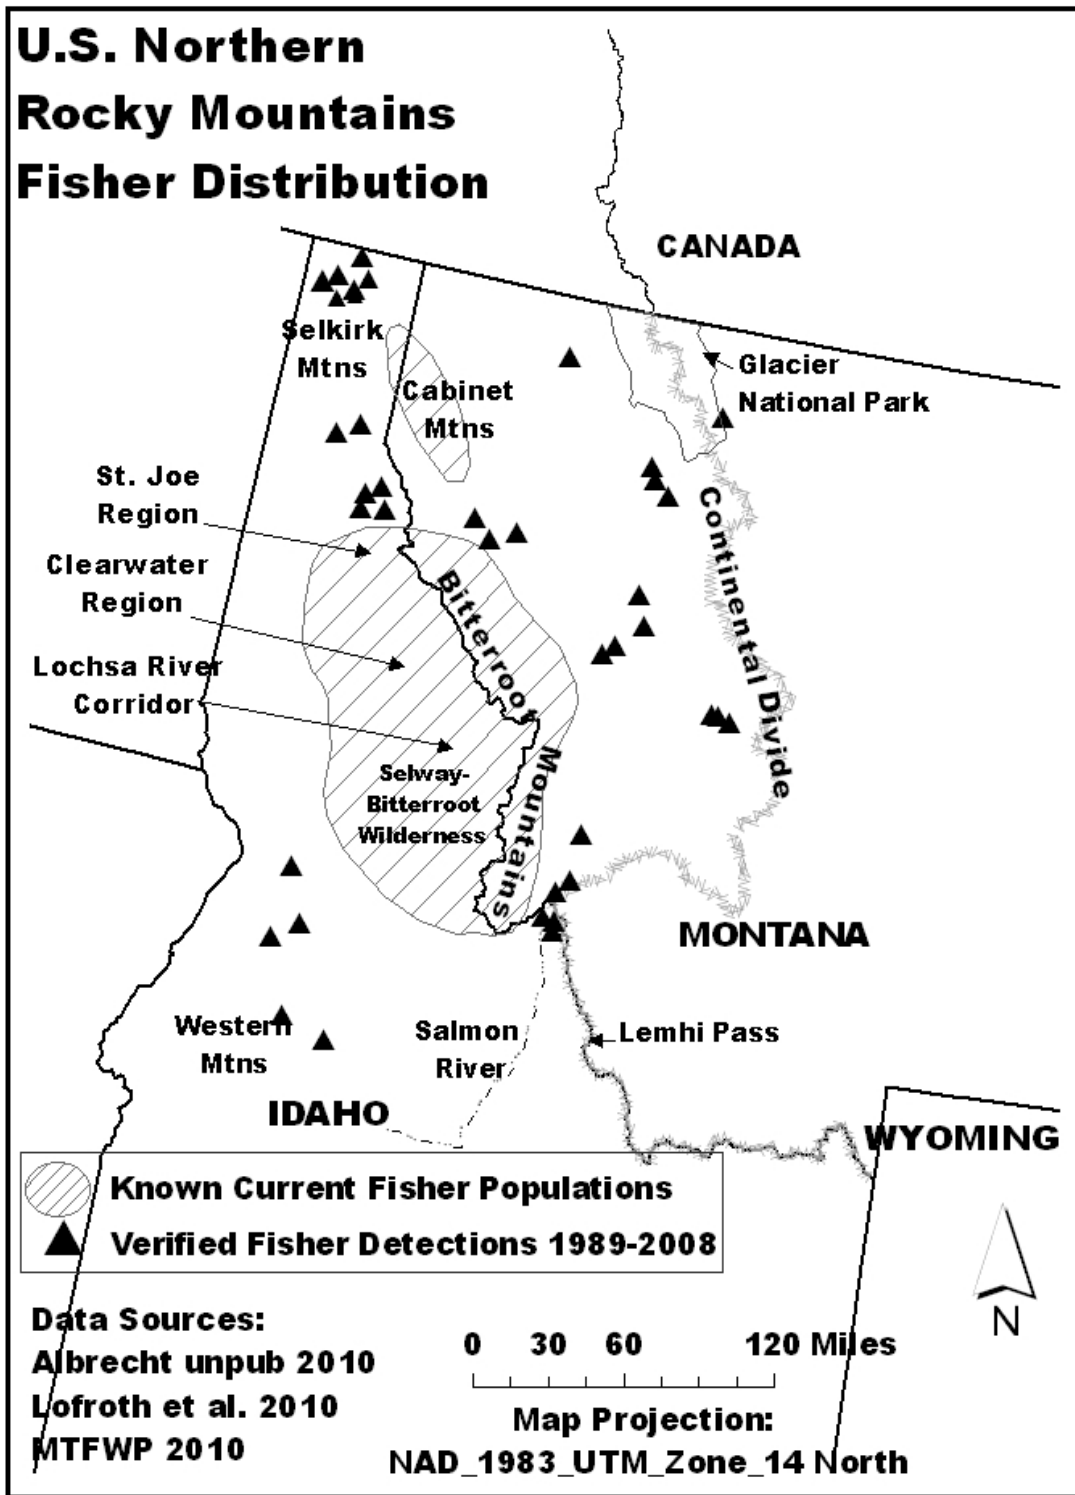 U.S. Northern
Rocky Mountains
Fisher Distribution
CANADA
Selkirk
Mtns
Glacier
National Park
Cabinet
Mtns
St. Joe
Region
Continental Divide
Clearwater
Region
Bitterroot
Mountains
Lochsa River
Corridor
Selway-
Bitterroot
Wilderness
MONTANA
Western
Mtns
Salmon
River
Lemhi Pass
IDAHO
WYOMING
Known Current Fisher Populations
Verified Fisher Detections 1989-2008
N
Data Sources:
Albrecht unpub 2010
Lofroth et al. 2010
MTFWP 2010
0 30 60 120 Miles
Map Projection:
NAD_1983_UTM_Zone_14 North